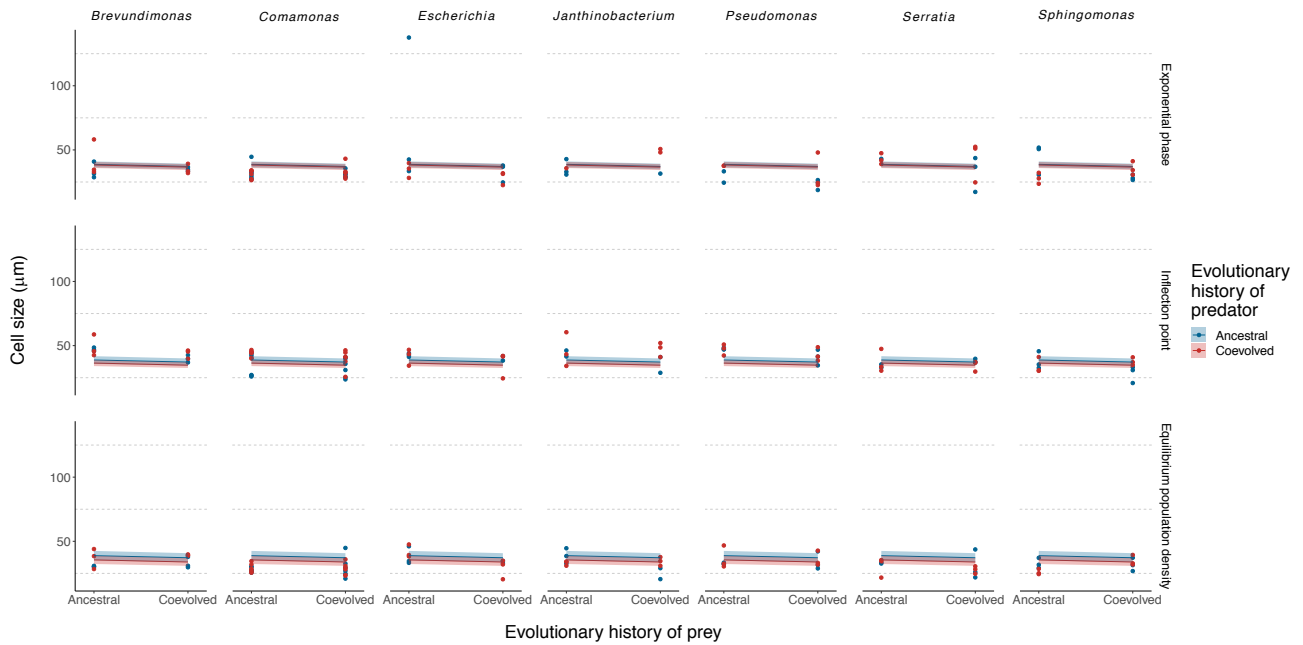 Brevundimonas Comamonas Escherichia Janthinobacterium Pseudomonas Serratia Sphingomonas
100
50
Exponential phase
100
50
Inflection point
100
50
Equilibrium population density
Cell size (μm)
Ancestral Coevolved Ancestral Coevolved Ancestral Coevolved Ancestral Coevolved Ancestral Coevolved Ancestral Coevolved Ancestral Coevolved
Evolutionary history of prey
Evolutionary
history of
predator
Ancestral
Coevolved